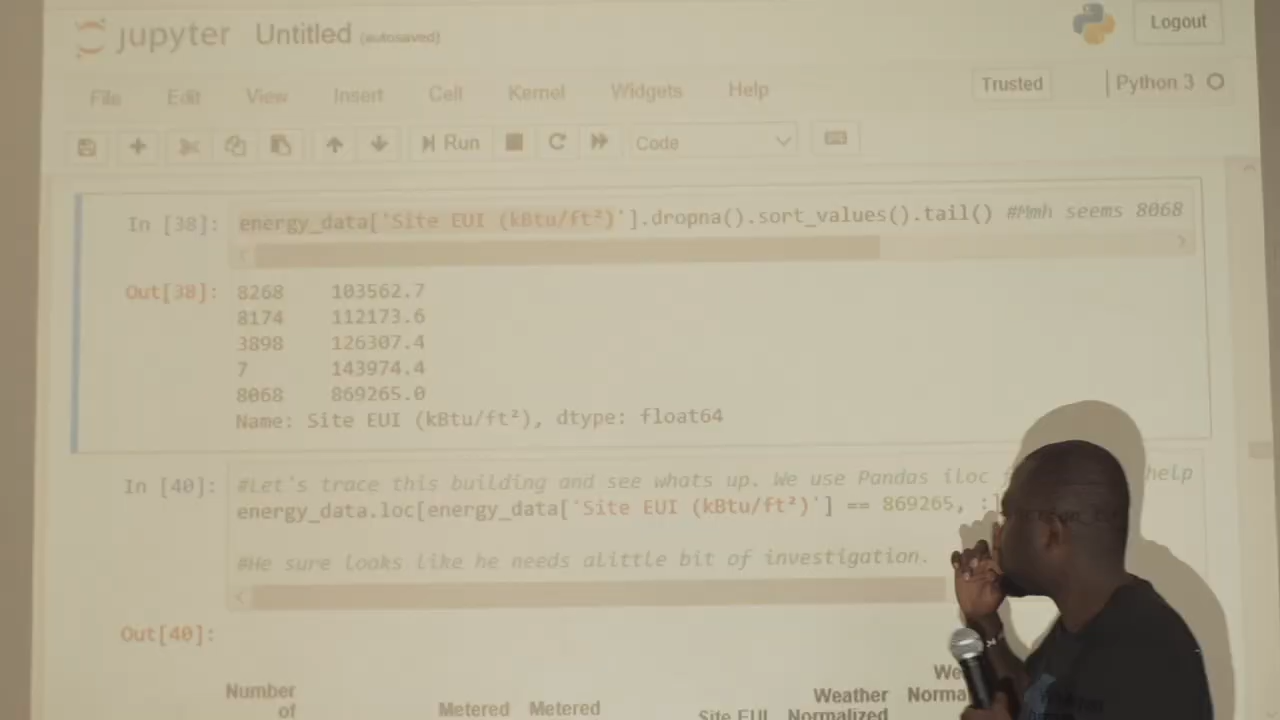 jupyter Untitled (autosaved) Logout
File Edit View Insert Cell Kernel Widgets Help Trusted Python 3
Run Code
In [38]: energy_data['Site EUI (kBtu/ft²)'].dropna().sort_values().tail() #Mmh seems 8068
Out[38]: 8268 103562.7
8174 112173.6
3898 126307.4
7 143974.4
8068 869265.0
Name: Site EUI (kBtu/ft²), dtype: float64
In [40]: #Let's trace this building and see whats up. We use Pandas iloc help
energy_data.loc[energy_data['Site EUI (kBtu/ft²)'] == 869265, :]
#He sure looks like he needs alittle bit of investigation.
Out[40]:
Number
of
Metered Metered
Site EUI
Weather
Normalized